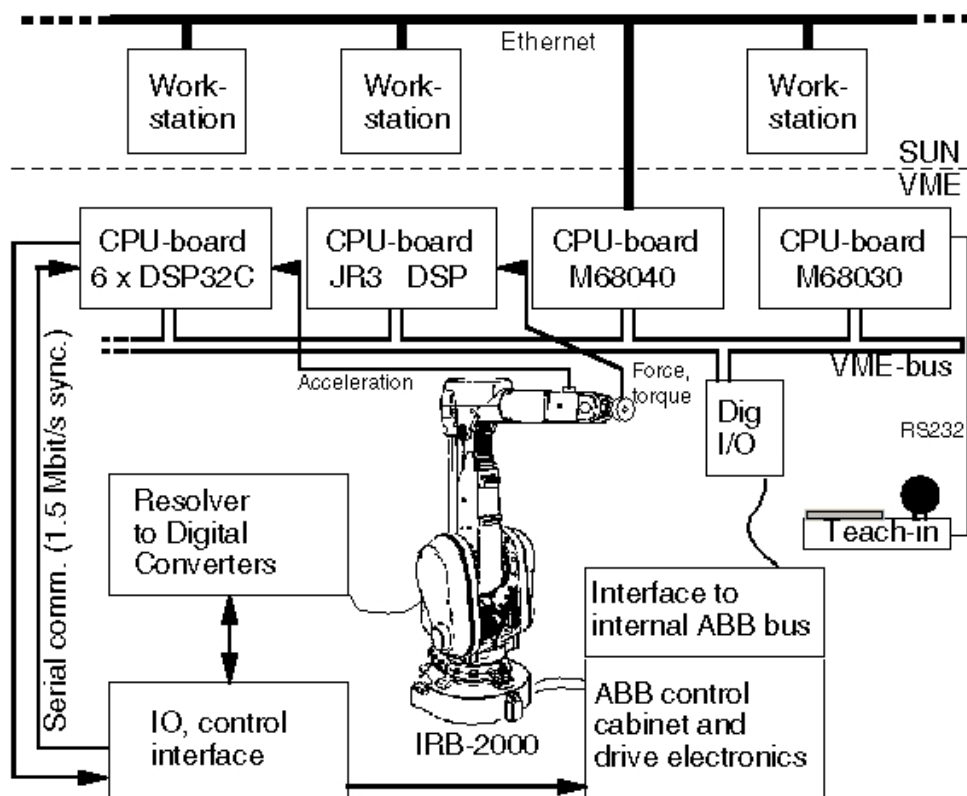 Ethernet
Work-
station
Work-
station
Work-
station
SUN
VME
CPU-board
6 x DSP32C
CPU-board
JR3 DSP
CPU-board
M68040
CPU-board
M68030
VME-bus
Acceleration
Force,
torque
Dig
I/O
RS232
Serial comm. (1.5 Mbit/s sync.)
Resolver
to Digital
Converters
Teach-in
Interface to
internal ABB bus
IO, control
interface
IRB-2000
ABB control
cabinet and
drive electronics